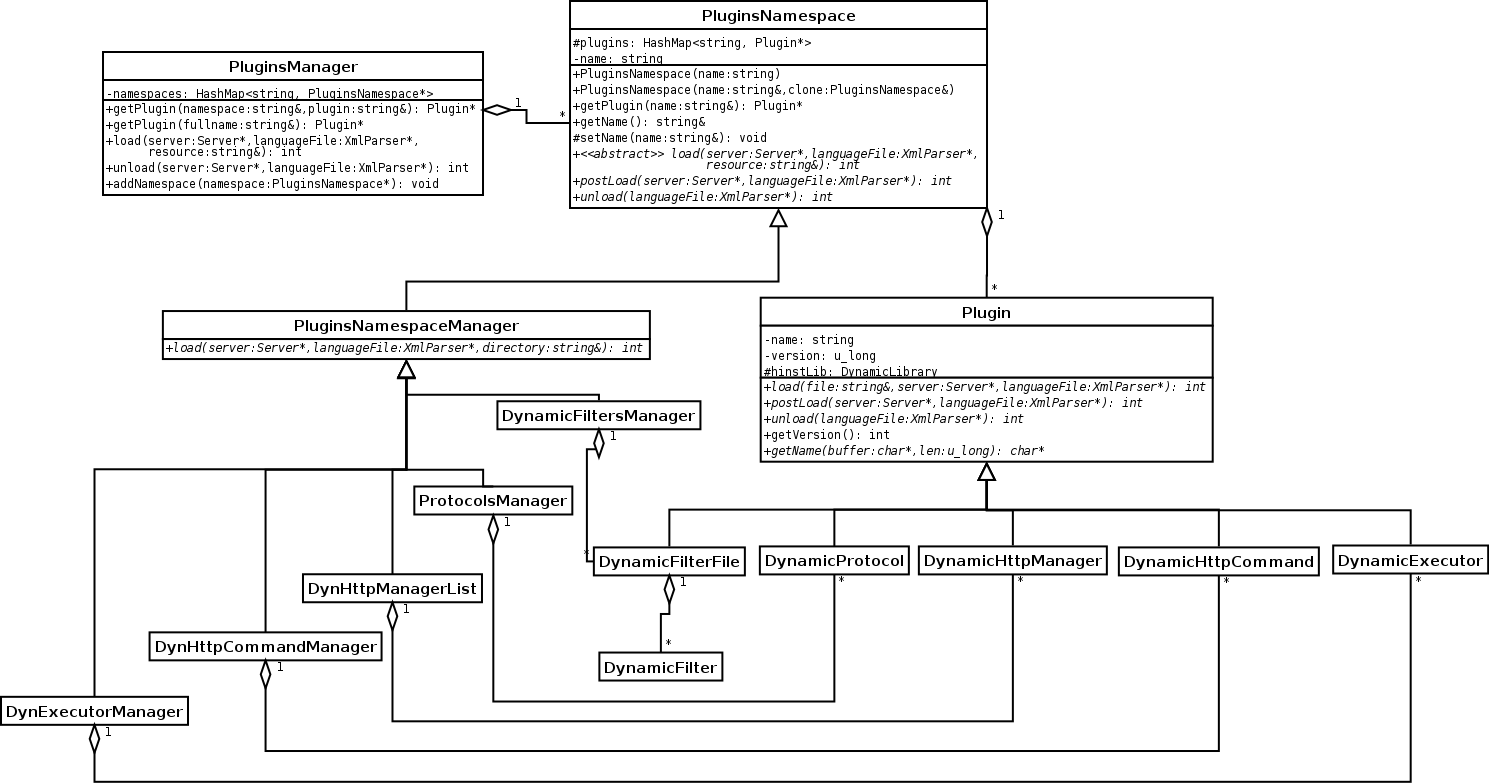 PluginsNamespace
#plugins: HashMap<string, Plugin*>
-name: string
+PluginsNamespace(name:string)
+PluginsNamespace(name:string&,clone:PluginsNamespace&)
+getPlugin(name:string&): Plugin*
+getName(): string&
#setName(name:string&): void
+<<abstract>> load(server:Server*,languageFile:XmlParser*,
resource:string&): int
+postLoad(server:Server*,languageFile:XmlParser*): int
+unload(languageFile:XmlParser*): int
PluginsManager
-namespaces: HashMap<string, PluginsNamespace*>
+getPlugin(namespace:string&,plugin:string&): Plugin*
+getPlugin(fullname:string&): Plugin*
+load(server:Server*,languageFile:XmlParser*,
resource:string&): int
+unload(server:Server*,languageFile:XmlParser*): int
+addNamespace(namespace:PluginsNamespace*): void
1
*
1
*
PluginsNamespaceManager
+load(server:Server*,languageFile:XmlParser*,directory:string&): int
Plugin
-name: string
-version: u_long
#hinstLib: DynamicLibrary
+load(file:string&,server:Server*,languageFile:XmlParser*): int
+postLoad(server:Server*,languageFile:XmlParser*): int
+unload(languageFile:XmlParser*): int
+getVersion(): int
+getName(buffer:char*,len:u_long): char*
DynamicFiltersManager
1
ProtocolsManager
1
*
DynamicFilterFile
1
DynamicProtocol
*
DynamicHttpManager
*
DynamicHttpCommand
*
DynamicExecutor
*
DynHttpManagerList
1
DynHttpCommandManager
1
*
DynamicFilter
DynExecutorManager
1